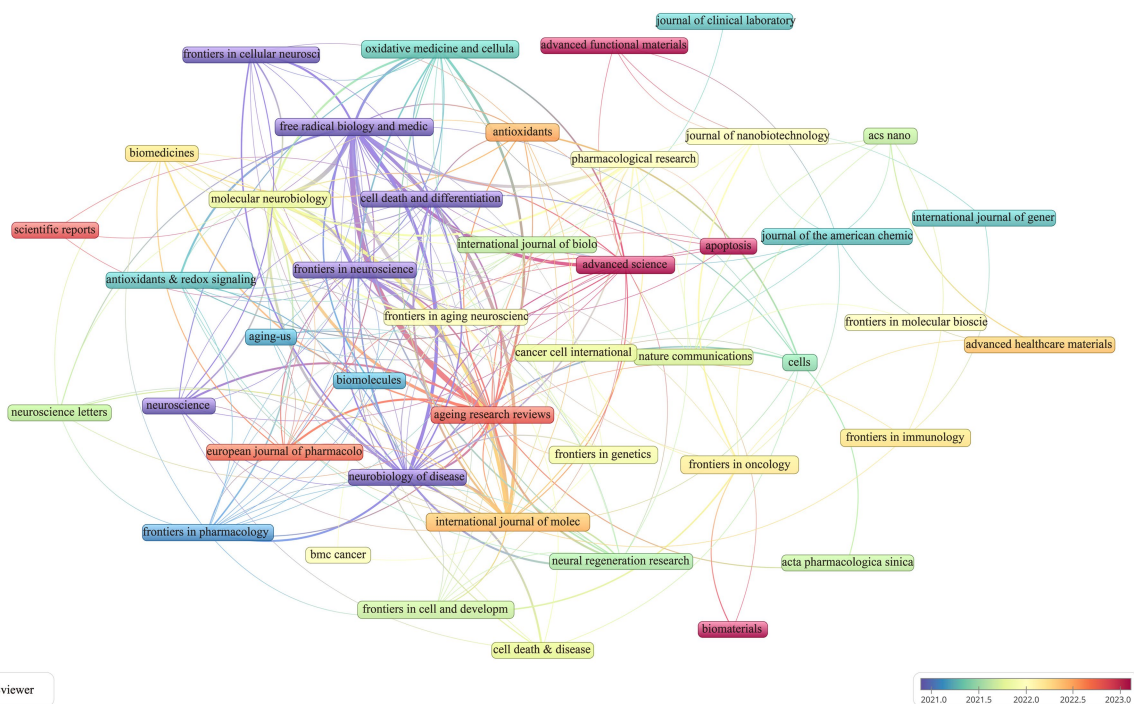 journal of clinical laboratory
advanced functional materials
frontiers in cellular neurosci
oxidative medicine and cellula
free radical biology and medic
antioxidants
journal of nanobiotechnology
acs nano
biomedicines
pharmacological research
molecular neurobiology
cell death and differentiation
international journal of gener
scientific reports
international journal of biolo
apoptosis
journal of the american chemic
advanced science
frontiers in neuroscience
antioxidants & redox signaling
frontiers in aging neuroscienc
frontiers in molecular bioscie
aging-us
advanced healthcare materials
cancer cell international
nature communications
cells
biomolecules
neuroscience
neuroscience letters
ageing research reviews
frontiers in immunology
european journal of pharmacolo
frontiers in genetics
frontiers in oncology
neurobiology of disease
international journal of molec
frontiers in pharmacology
bmc cancer
neural regeneration research
acta pharmacologica sinica
frontiers in cell and developm
biomaterials
cell death & disease
viewer
2021.0 2021.5 2022.0 2022.5 2023.0